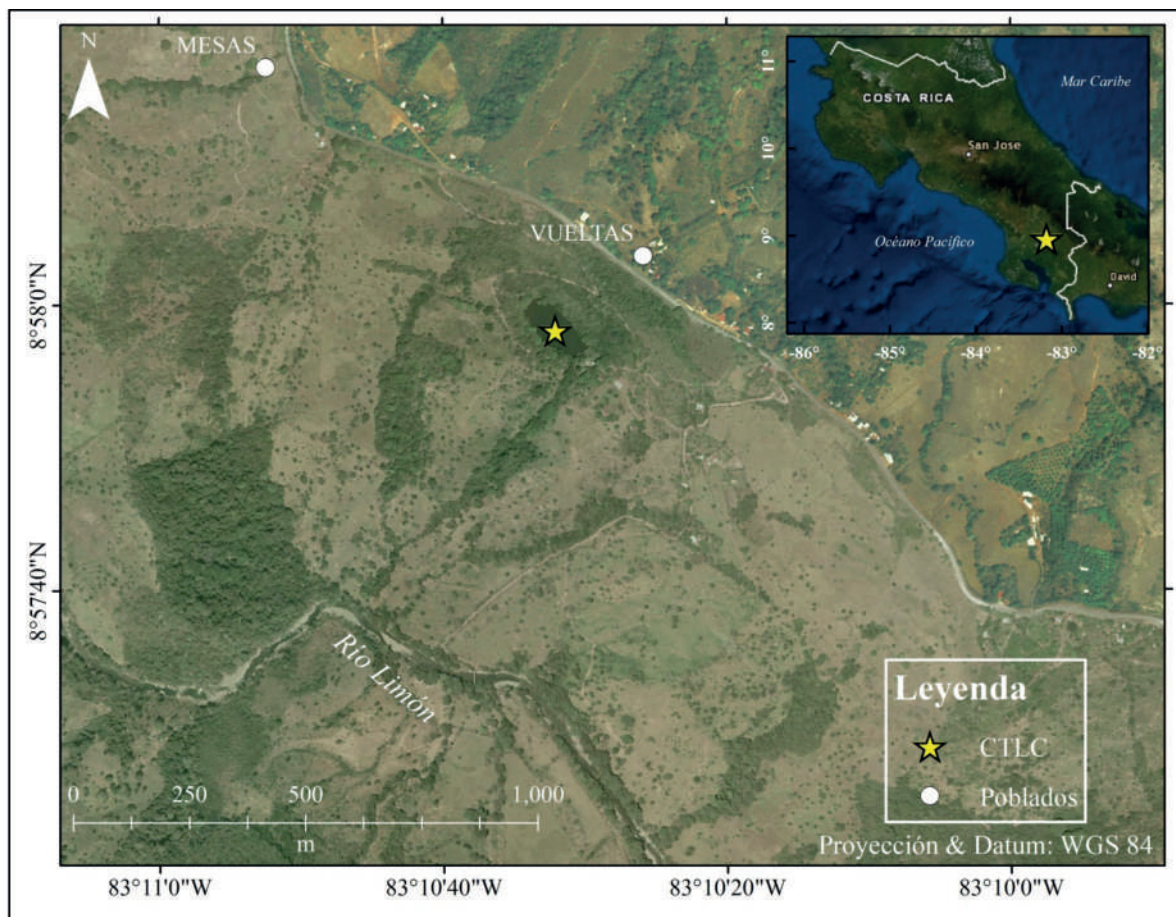 N
MESAS
VUELTAS
Río Limón
8°58'0"N
8°57'40"N
83°11'0"W
83°10'40"W
83°10'20"W
83°10'0"W
0
250
500
1,000
m
COSTA RICA
San Jose
Mar Caribe
Océano Pacífico
David
11°
10°
9°
8°
-86°
-85°
-84°
-83°
-82°
Leyenda
CTLC
Poblados
Proyección & Datum: WGS 84